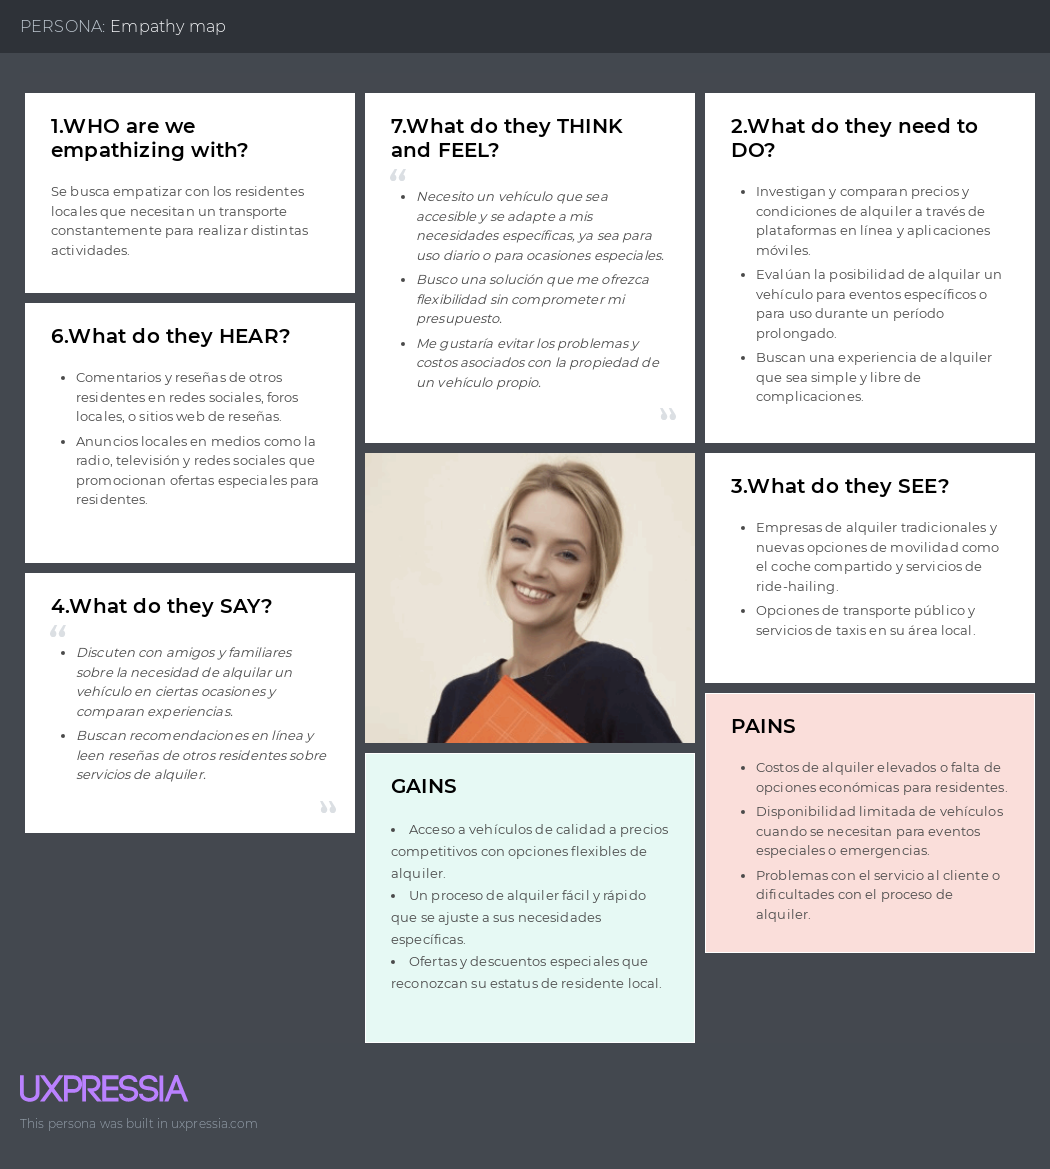 PERSONA: Empathy map
1.WHO are we
empathizing with?
Se busca empatizar con los residentes
locales que necesitan un transporte
constantemente para realizar distintas
actividades.
6.What do they HEAR?
• Comentarios y reseñas de otros
residentes en redes sociales, foros
locales, o sitios web de reseñas.
• Anuncios locales en medios como la
radio, televisión y redes sociales que
promocionan ofertas especiales para
residentes.
4.What do they SAY?
“
• Discuten con amigos y familiares
sobre la necesidad de alquilar un
vehículo en ciertas ocasiones y
comparan experiencias.
• Buscan recomendaciones en línea y
leen reseñas de otros residentes sobre
servicios de alquiler.
”
7.What do they THINK
and FEEL?
“
• Necesito un vehículo que sea
accesible y se adapte a mis
necesidades específicas, ya sea para
uso diario o para ocasiones especiales.
• Busco una solución que me ofrezca
flexibilidad sin comprometer mi
presupuesto.
• Me gustaría evitar los problemas y
costos asociados con la propiedad de
un vehículo propio.
”
GAINS
• Acceso a vehículos de calidad a precios
competitivos con opciones flexibles de
alquiler.
• Un proceso de alquiler fácil y rápido
que se ajuste a sus necesidades
específicas.
• Ofertas y descuentos especiales que
reconozcan su estatus de residente local.
2.What do they need to
DO?
• Investigan y comparan precios y
condiciones de alquiler a través de
plataformas en línea y aplicaciones
móviles.
• Evalúan la posibilidad de alquilar un
vehículo para eventos específicos o
para uso durante un período
prolongado.
• Buscan una experiencia de alquiler
que sea simple y libre de
complicaciones.
3.What do they SEE?
• Empresas de alquiler tradicionales y
nuevas opciones de movilidad como
el coche compartido y servicios de
ride-hailing.
• Opciones de transporte público y
servicios de taxis en su área local.
PAINS
• Costos de alquiler elevados o falta de
opciones económicas para residentes.
• Disponibilidad limitada de vehículos
cuando se necesitan para eventos
especiales o emergencias.
• Problemas con el servicio al cliente o
dificultades con el proceso de
alquiler.
UXPRESSIA
This persona was built in uxpressia.com